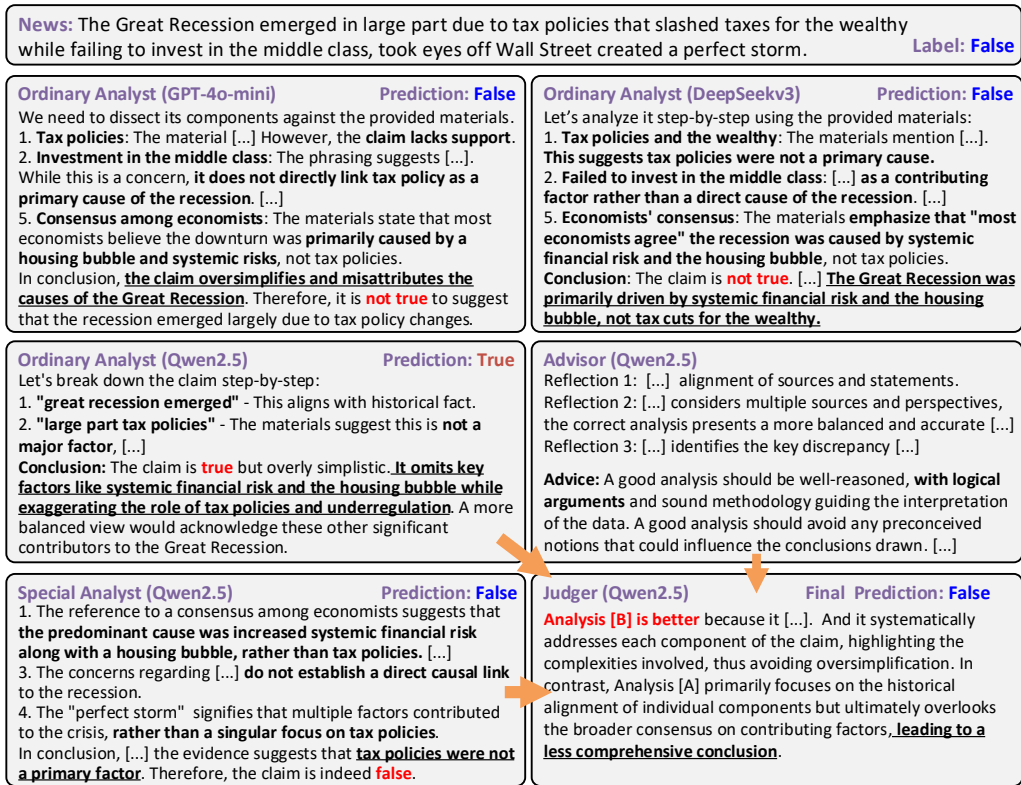 News: The Great Recession emerged in large part due to tax policies that slashed taxes for the wealthy
while failing to invest in the middle class, took eyes off Wall Street created a perfect storm.
Label: False
Ordinary Analyst (GPT-4o-mini) Prediction: False
We need to dissect its components against the provided materials.
1. Tax policies: The material [...] However, the claim lacks support.
2. Investment in the middle class: The phrasing suggests [...].
While this is a concern, it does not directly link tax policy as a
primary cause of the recession. [...]
5. Consensus among economists: The materials state that most
economists believe the downturn was primarily caused by a
housing bubble and systemic risks, not tax policies.
In conclusion, the claim oversimplifies and misattributes the
causes of the Great Recession. Therefore, it is not true to suggest
that the recession emerged largely due to tax policy changes.
Ordinary Analyst (DeepSeekv3) Prediction: False
Let's analyze it step-by-step using the provided materials:
1. Tax policies and the wealthy: The materials mention [...].
This suggests tax policies were not a primary cause.
2. Failed to invest in the middle class: [...] as a contributing
factor rather than a direct cause of the recession. [...]
5. Economists' consensus: The materials emphasize that "most
economists agree" the recession was caused by systemic
financial risk and the housing bubble, not tax policies.
Conclusion: The claim is not true. [...] The Great Recession was
primarily driven by systemic financial risk and the housing
bubble, not tax cuts for the wealthy.
Ordinary Analyst (Qwen2.5) Prediction: True
Let's break down the claim step-by-step:
1. "great recession emerged" - This aligns with historical fact.
2. "large part tax policies" - The materials suggest this is not a
major factor, [...]
Conclusion: The claim is true but overly simplistic. It omits key
factors like systemic financial risk and the housing bubble while
exaggerating the role of tax policies and underregulation. A more
balanced view would acknowledge these other significant
contributors to the Great Recession.
Advisor (Qwen2.5)
Reflection 1: [...] alignment of sources and statements.
Reflection 2: [...] considers multiple sources and perspectives,
the correct analysis presents a more balanced and accurate [...]
Reflection 3: [...] identifies the key discrepancy [...]
Advice: A good analysis should be well-reasoned, with logical
arguments and sound methodology guiding the interpretation
of the data. A good analysis should avoid any preconceived
notions that could influence the conclusions drawn. [...]
Special Analyst (Qwen2.5) Prediction: False
1. The reference to a consensus among economists suggests that
the predominant cause was increased systemic financial risk
along with a housing bubble, rather than tax policies. [...]
3. The concerns regarding [...] do not establish a direct causal link
to the recession.
4. The "perfect storm" signifies that multiple factors contributed
to the crisis, rather than a singular focus on tax policies.
In conclusion, [...] the evidence suggests that tax policies were not
a primary factor. Therefore, the claim is indeed false.
Judger (Qwen2.5) Final Prediction: False
Analysis [B] is better because it [...]. And it systematically
addresses each component of the claim, highlighting the
complexities involved, thus avoiding oversimplification. In
contrast, Analysis [A] primarily focuses on the historical
alignment of individual components but ultimately overlooks
the broader consensus on contributing factors, leading to a
less comprehensive conclusion.